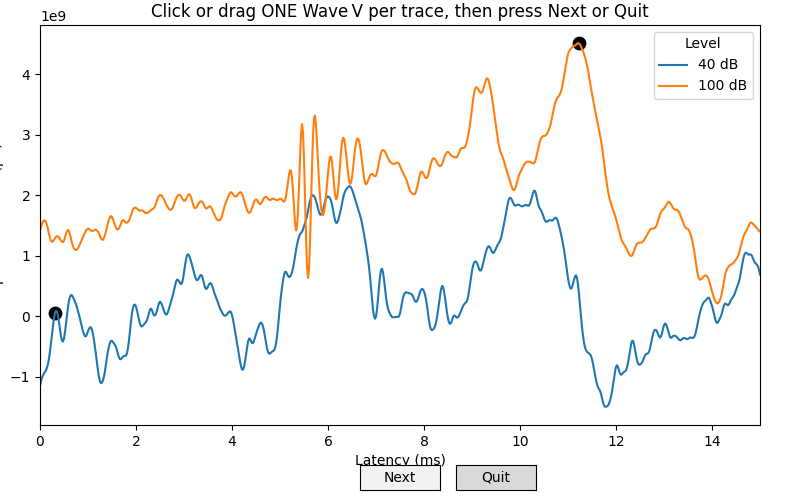 Click or drag ONE Wave V per trace, then press Next or Quit
1e9
4
3
2
1
0
−1
Level
40 dB
100 dB
0 2 4 6 8 10 12 14
Latency (ms)
Next Quit